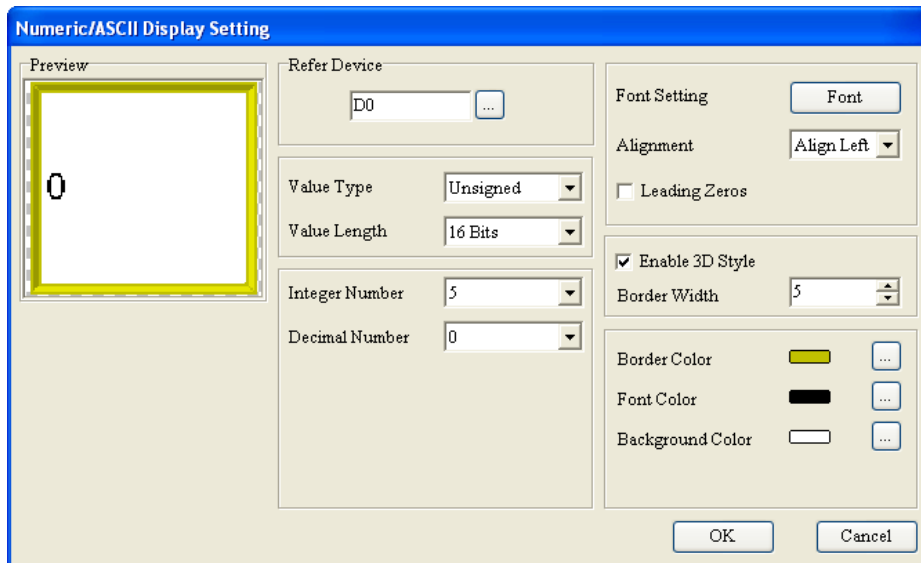 Numeric/ASCII Display Setting
Preview
0
Refer Device
D0
...
Value Type
Unsigned
Value Length
16 Bits
Integer Number
5
Decimal Number
0
Font Setting
Font
Alignment
Align Left
Leading Zeros
Enable 3D Style
Border Width
5
Border Color
...
Font Color
...
Background Color
...
OK
Cancel